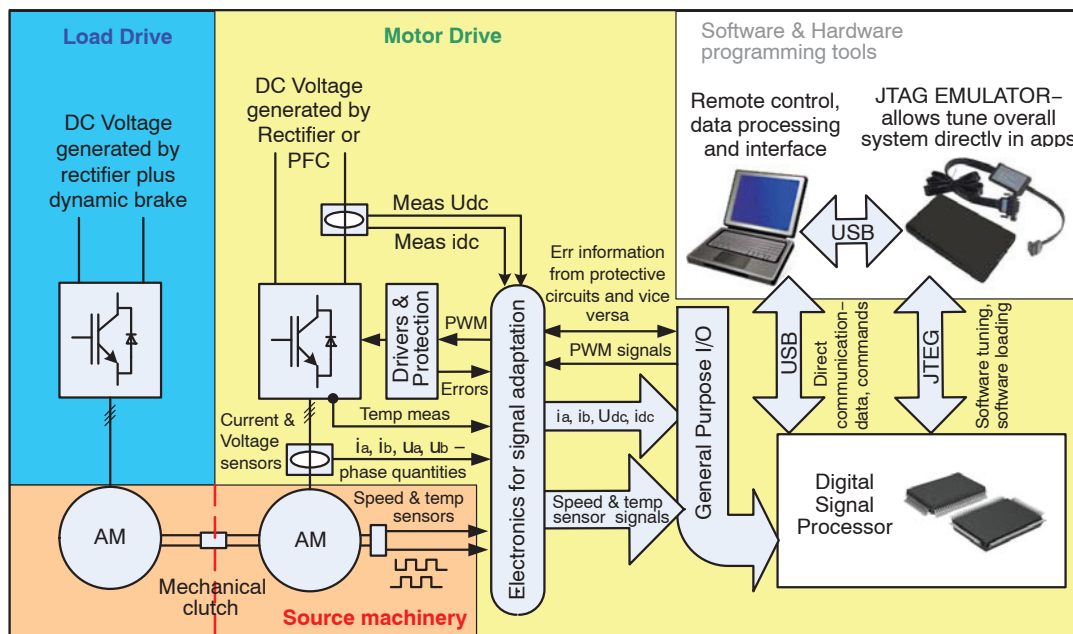 Load Drive
DC Voltage
generated by
rectifier plus
dynamic brake
Motor Drive
DC Voltage
generated by
Rectifier or
PFC
Meas Udc
Meas idc
Drivers &
Protection
PWM
Errors
Temp meas
Current &
Voltage
sensors
ia, ib, ua, ub –
phase quantities
Electronics for signal adaptation
Err information
from protective
circuits and vice
versa
PWM signals
ia, ib, Udc, idc
Speed & temp
sensor signals
General Purpose I/O
Software & Hardware
programming tools
Remote control,
data processing
and interface
JTAG EMULATOR–
allows tune overall
system directly in apps
USB
USB
Direct
communication–
data, commands
JTEG
Software tuning,
software loading
Digital
Signal
Processor
AM
Mechanical
clutch
AM
Speed & temp
sensors
Source machinery